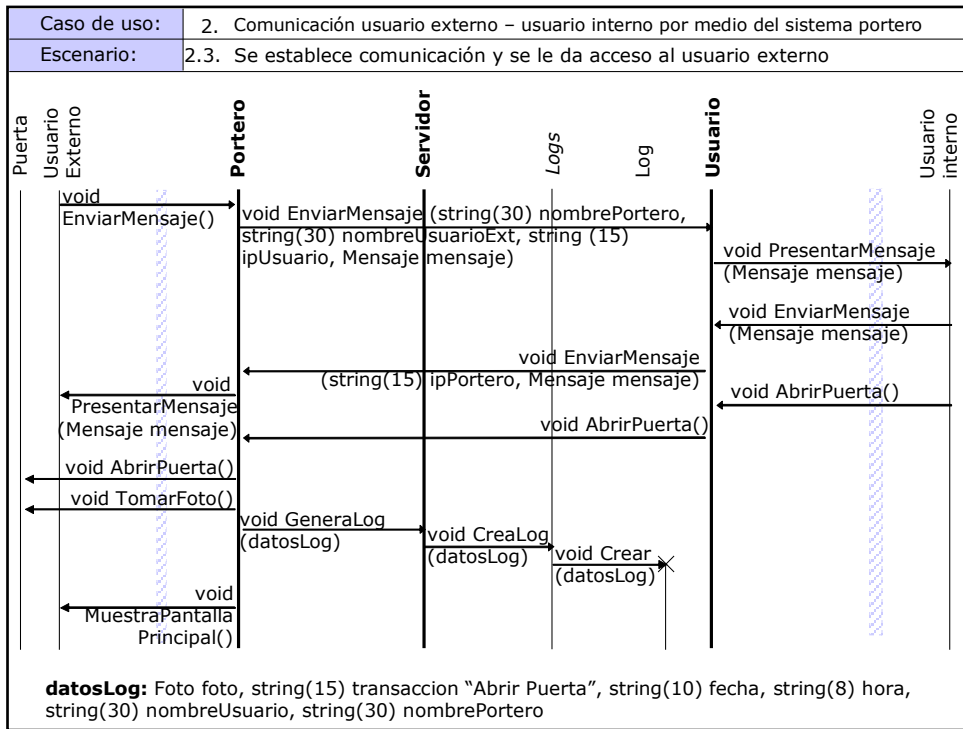 Caso de uso: 2. Comunicación usuario externo – usuario interno por medio del sistema portero
Escenario: 2.3. Se establece comunicación y se le da acceso al usuario externo
Puerta
Usuario
Externo
Portero
Servidor
Logs
Log
Usuario
Usuario
interno
void
EnviarMensaje()
void EnviarMensaje (string(30) nombrePortero,
string(30) nombreUsusarioExt, string (15)
ipUsuario, Mensaje mensaje)
void PresentarMensaje
(Mensaje mensaje)
void EnviarMensaje
(Mensaje mensaje)
void EnviarMensaje
(string(15) ipPortero, Mensaje mensaje)
void
PresentarMensaje
(Mensaje mensaje)
void AbrirPuerta()
void AbrirPuerta()
void AbrirPuerta()
void TomarFoto()
void GeneraLog
(datosLog)
void CreaLog
(datosLog)
void Crear
(datosLog)
void
MuestraPantalla
Principal()
datosLog: Foto foto, string(15) transaccion “Abrir Puerta”, string(10) fecha, string(8) hora,
string(30) nombreUsuario, string(30) nombrePortero